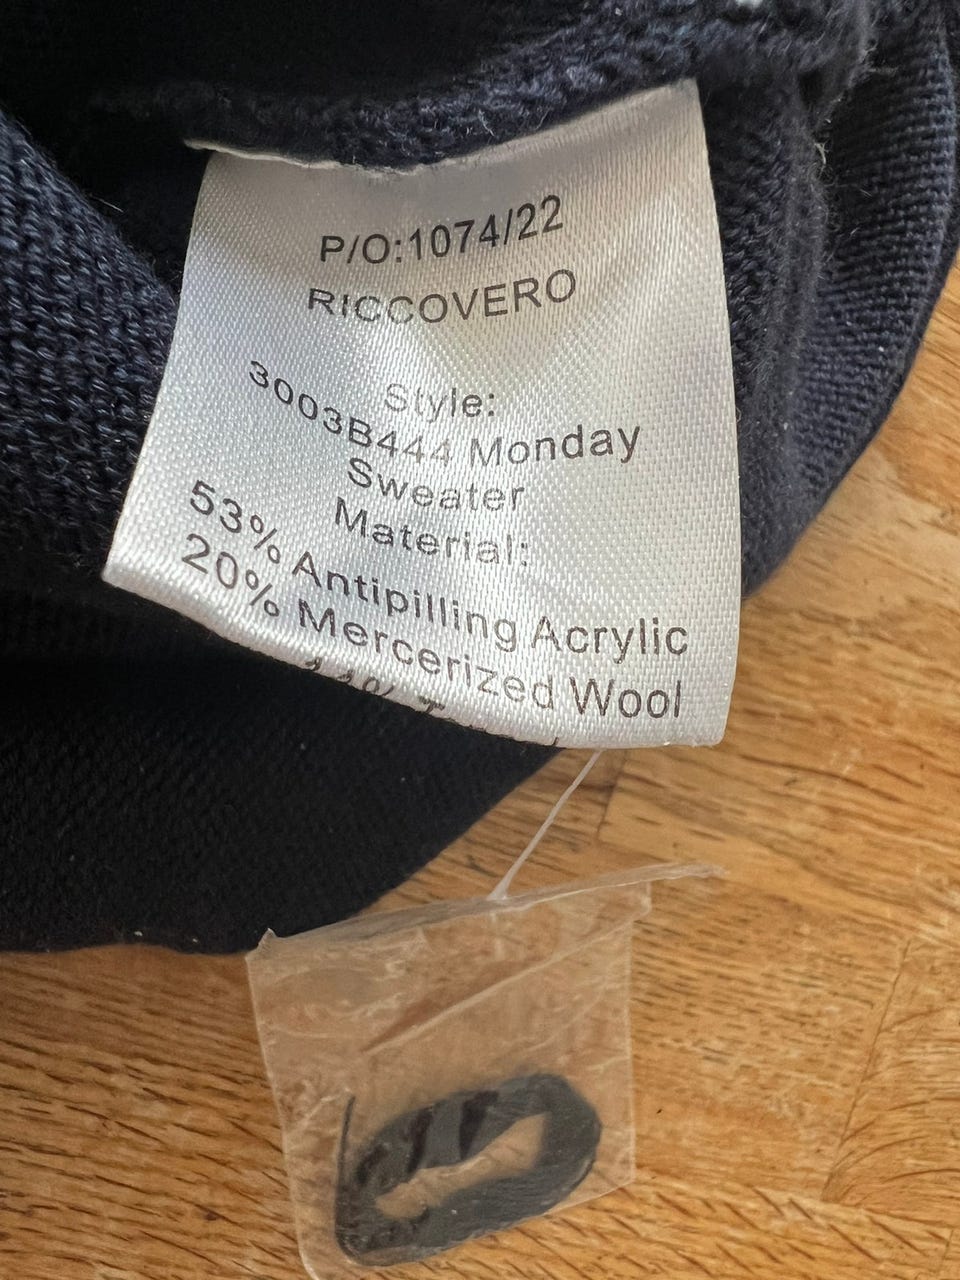 P/O:1074/22
RICCOVERO
Style:
3003B444 Monday
Sweater
Material:
53% Antipilling Acrylic
20% Mercerized Wool